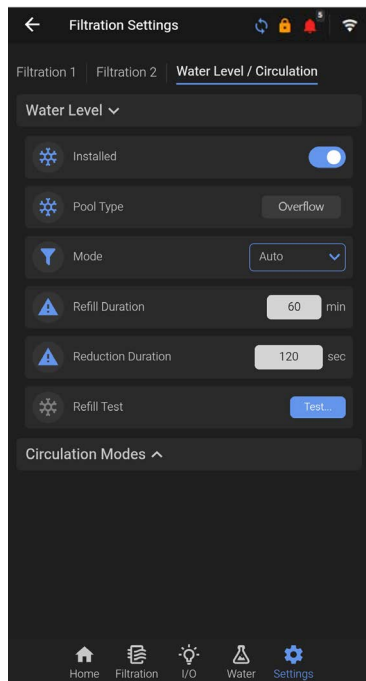 Filtration Settings
5
Filtration 1 Filtration 2 Water Level / Circulation
Water Level
Installed
Pool Type Overflow
Mode Auto
Refill Duration 60 min
Reduction Duration 120 sec
Refill Test Test...
Circulation Modes
Home Filtration I/O Water Settings